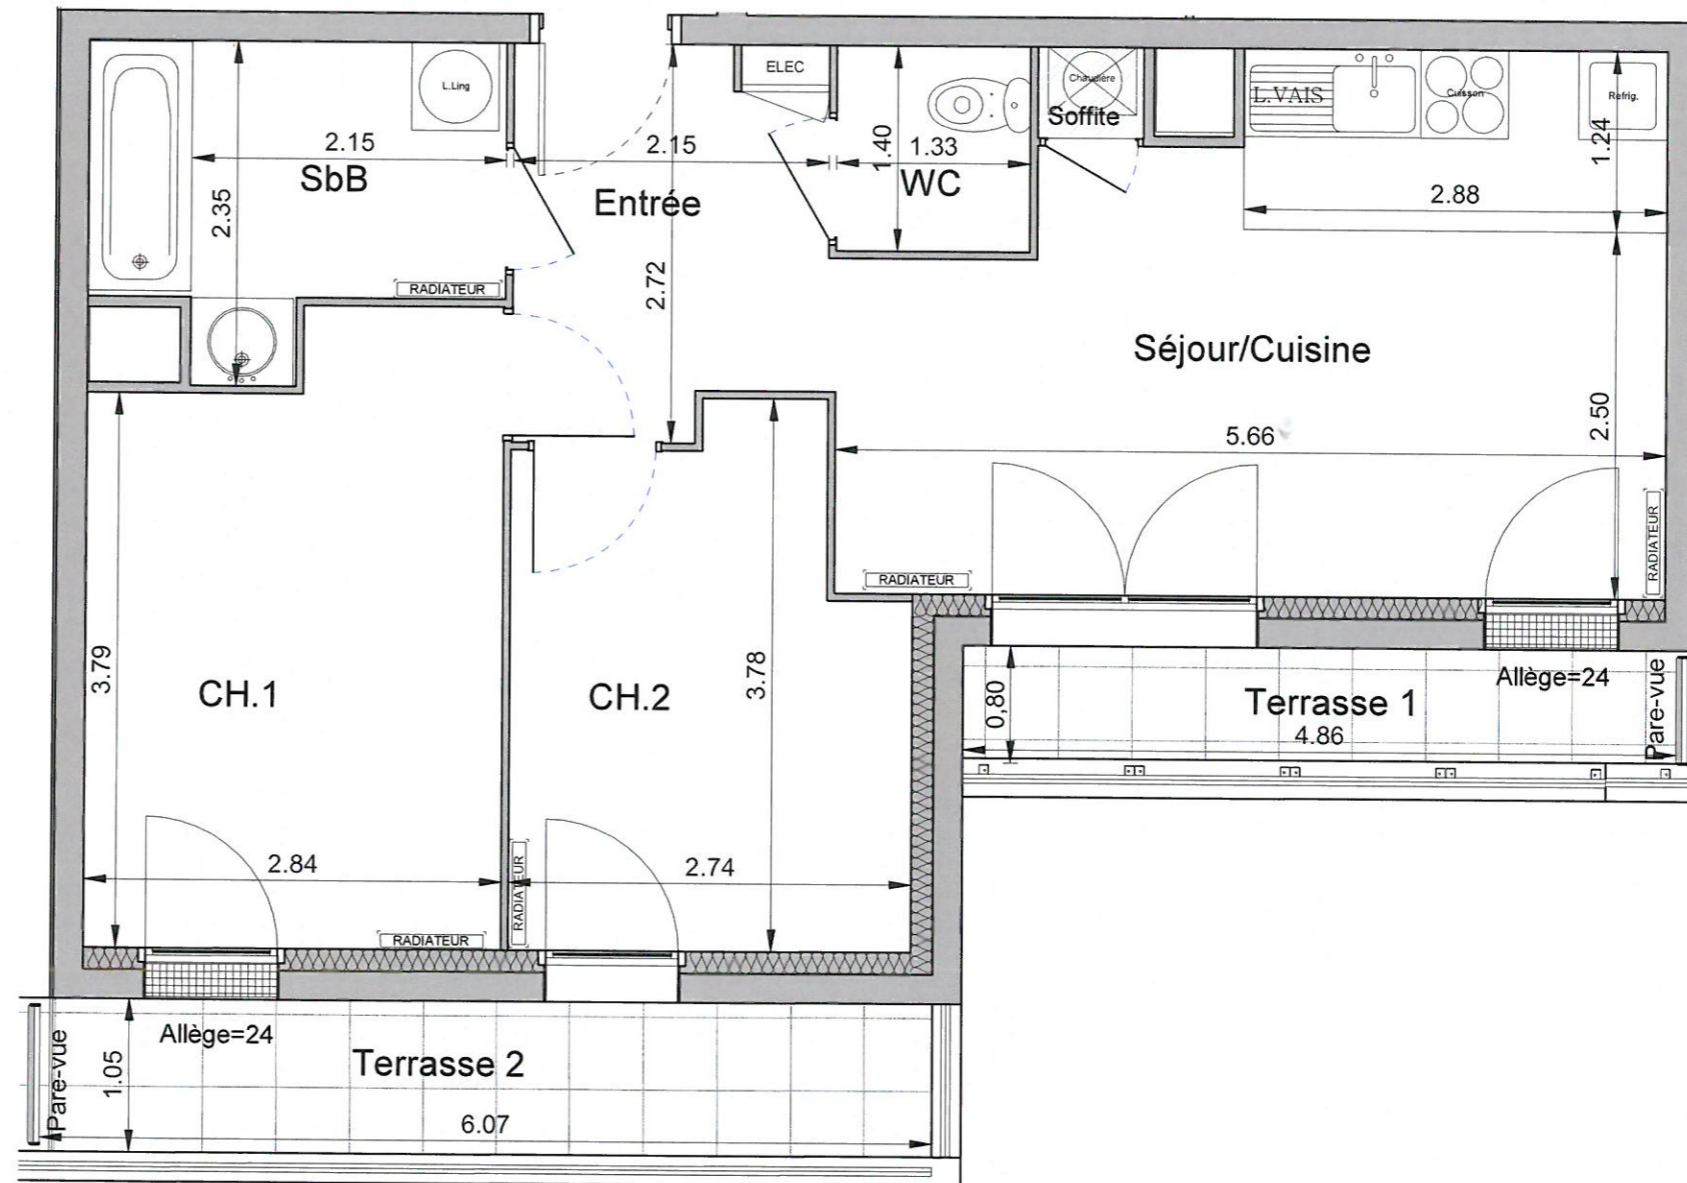 ELEC
L.Ling
Chaudière
Soffite
L.VAIS
Cuisson
Refrig.
2.15
2.15
1.40
1.33
1.24
SbB
Entrée
WC
2.88
2.35
2.72
RADIATEUR
Séjour/Cuisine
2.50
5.66
RADIATEUR
RADIATEUR
3.79
CH.1
CH.2
3.78
0,80
Terrasse 1
Allège=24
Pare-vue
4.86
2.84
2.74
RADIATEUR
RADIATEUR
Pare-vue
1.05
Allège=24
Terrasse 2
6.07